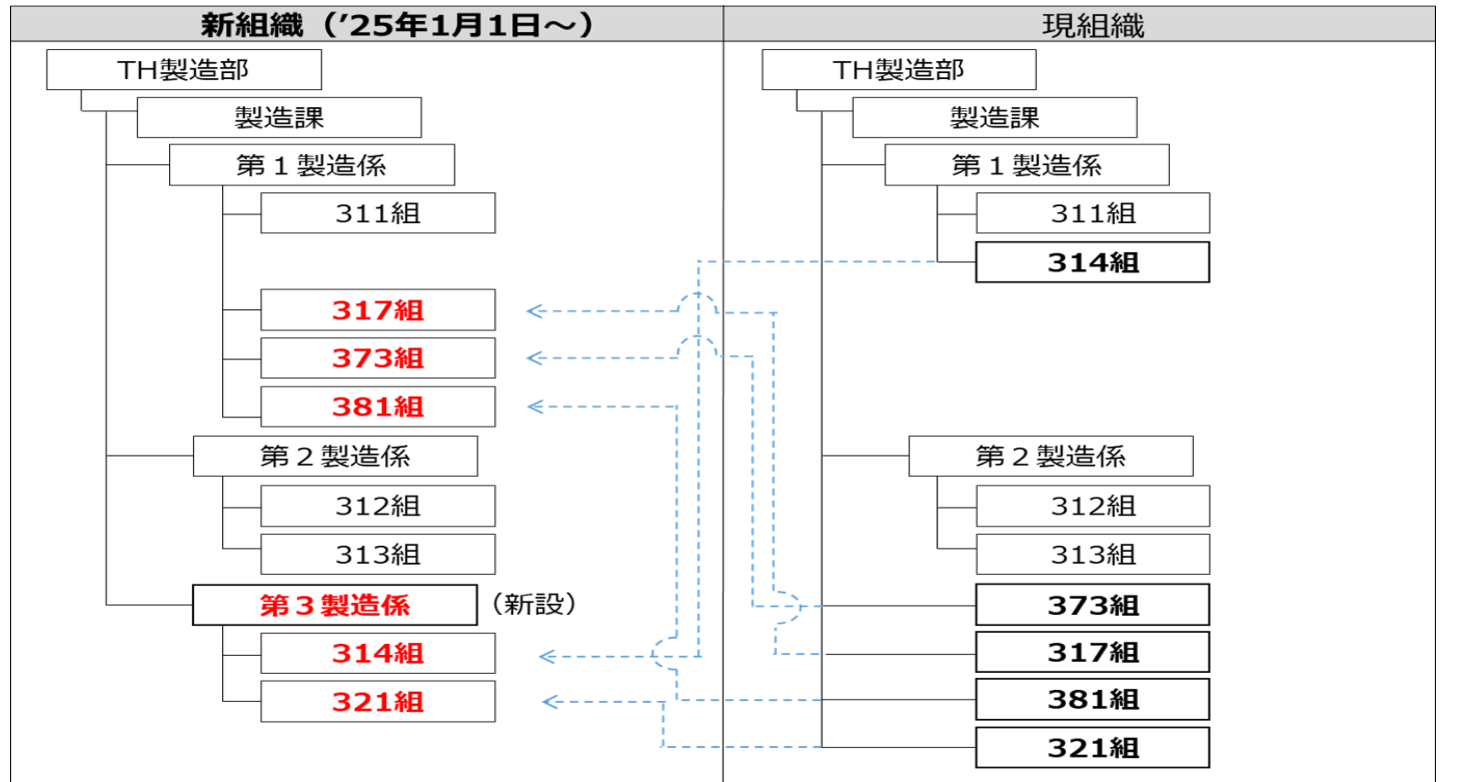 新組織（’25年1月1日～）
TH製造部
製造課
第１製造係
311組
317組
373組
381組
第２製造係
312組
313組
第３製造係
（新設）
314組
321組
現組織
TH製造部
製造課
第１製造係
311組
314組
第２製造係
312組
313組
373組
317組
381組
321組